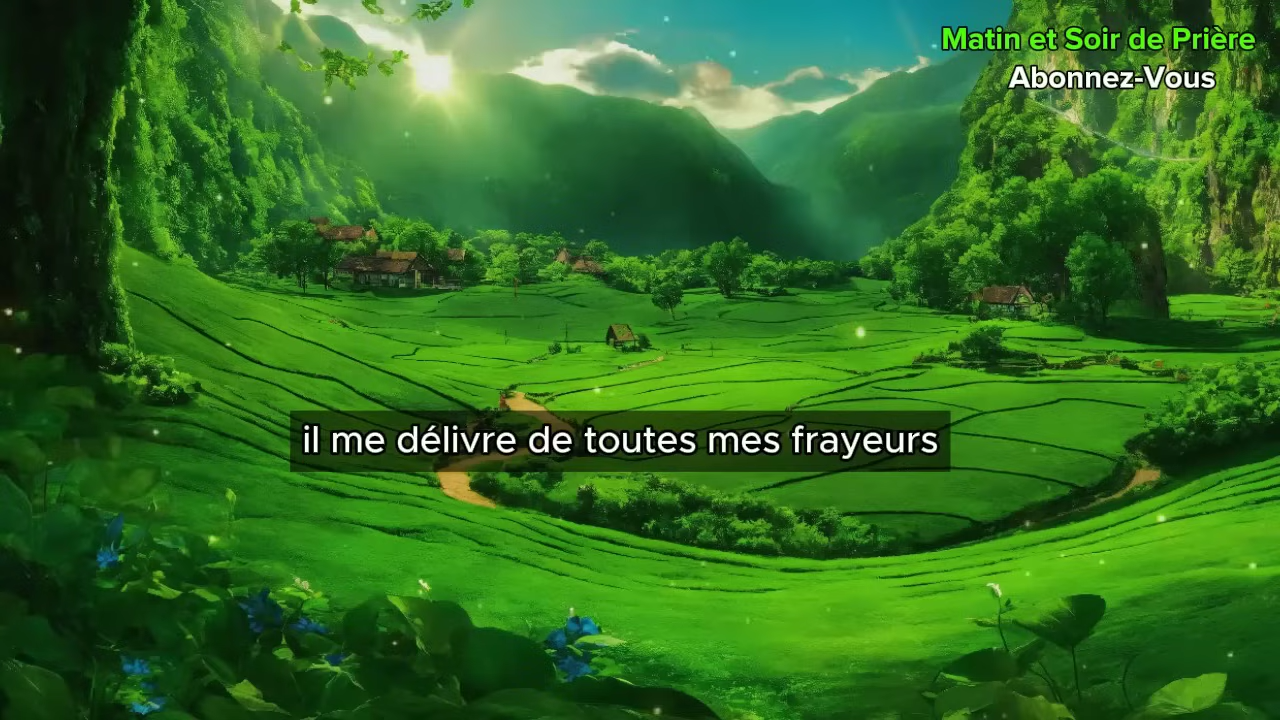 Matin et Soir de Prière
Abonnez-Vous
il me délivre de toutes mes frayeurs